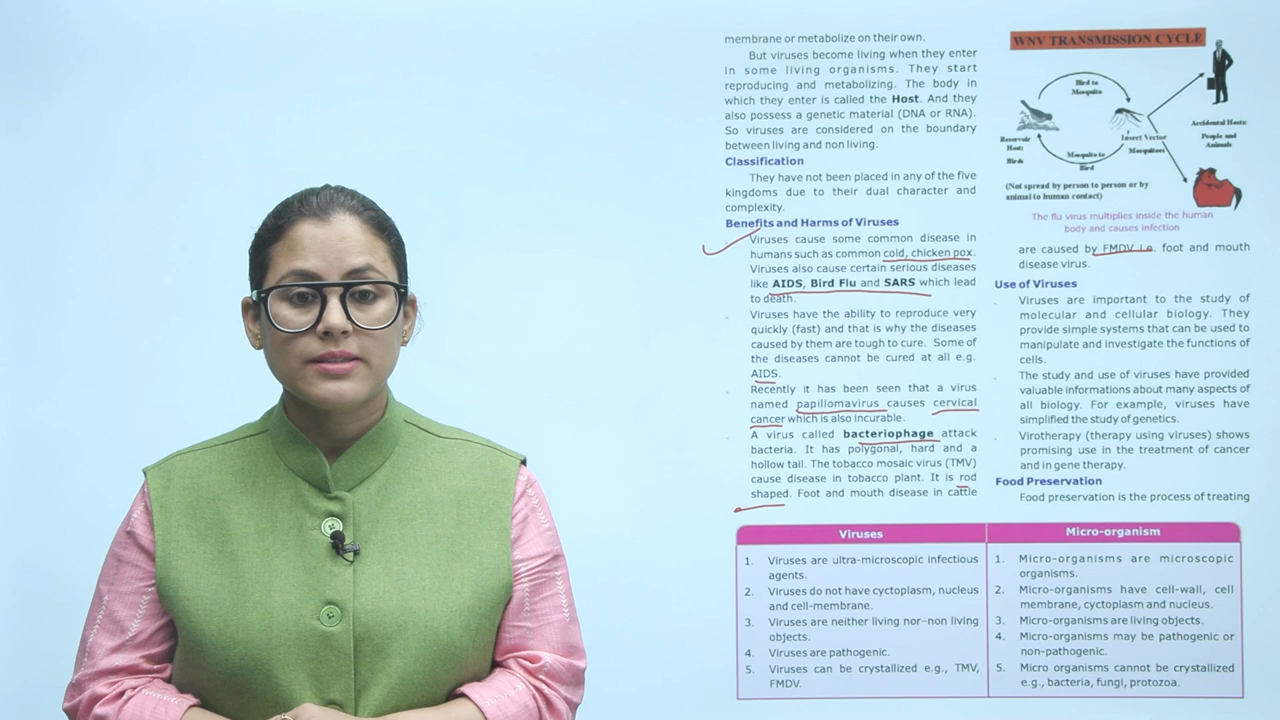 membrane or metabolize on their own.
But viruses become living when they enter
in some living organisms. They start
reproducing and metabolizing. The body in
which they enter is called the Host. And they
also possess a genetic material (DNA or RNA).
So viruses are considered on the boundary
between living and non living.
Classification
They have not been placed in any of the five
kingdoms due to their dual character and
complexity.
Benefits and Harms of Viruses
Viruses cause some common disease in
humans such as common cold, chicken pox.
Viruses also cause certain serious diseases
like AIDS, Bird Flu and SARS which lead
to death.
Viruses have the ability to reproduce very
quickly (fast) and that is why the diseases
caused by them are tough to cure. Some of
the diseases cannot be cured at all e.g.
AIDS.
Recently it has been seen that a virus
named papillomavirus causes cervical
cancer which is also incurable.
A virus called bacteriophage attack
bacteria. It has polygonal, hard and a
hollow tail. The tobacco mosaic virus (TMV)
cause disease in tobacco plant. It is rod
shaped. Foot and mouth disease in cattle
WNV TRANSMISSION CYCLE
Bird to
Mosquito
Reservoir
Host:
Birds
Insect Vector
Mosquitoes
Accidental Hosts:
People and
Animals
Mosquito to
Bird
(Not spread by person to person or by
animal to human contact)
The flu virus multiplies inside the human
body and causes infection
are caused by FMDV i.e. foot and mouth
disease virus.
Use of Viruses
Viruses are important to the study of
molecular and cellular biology. They
provide simple systems that can be used to
manipulate and investigate the functions of
cells.
The study and use of viruses have provided
valuable informations about many aspects of
all biology. For example, viruses have
simplified the study of genetics.
Virotherapy (therapy using viruses) shows
promising use in the treatment of cancer
and in gene therapy.
Food Preservation
Food preservation is the process of treating
Viruses
1. Viruses are ultra-microscopic infectious
agents.
2. Viruses do not have cyctoplasm, nucleus
and cell-membrane.
3. Viruses are neither living nor-non living
objects.
4. Viruses are pathogenic.
5. Viruses can be crystallized e.g., TMV,
FMDV.
Micro-organism
1. Micro-organisms are microscopic
organisms.
2. Micro-organisms have cell-wall, cell
membrane, cyctoplasm and nucleus.
3. Micro-organisms are living objects.
4. Micro-organisms may be pathogenic or
non-pathogenic.
5. Micro organisms cannot be crystallized
e.g., bacteria, fungi, protozoa.